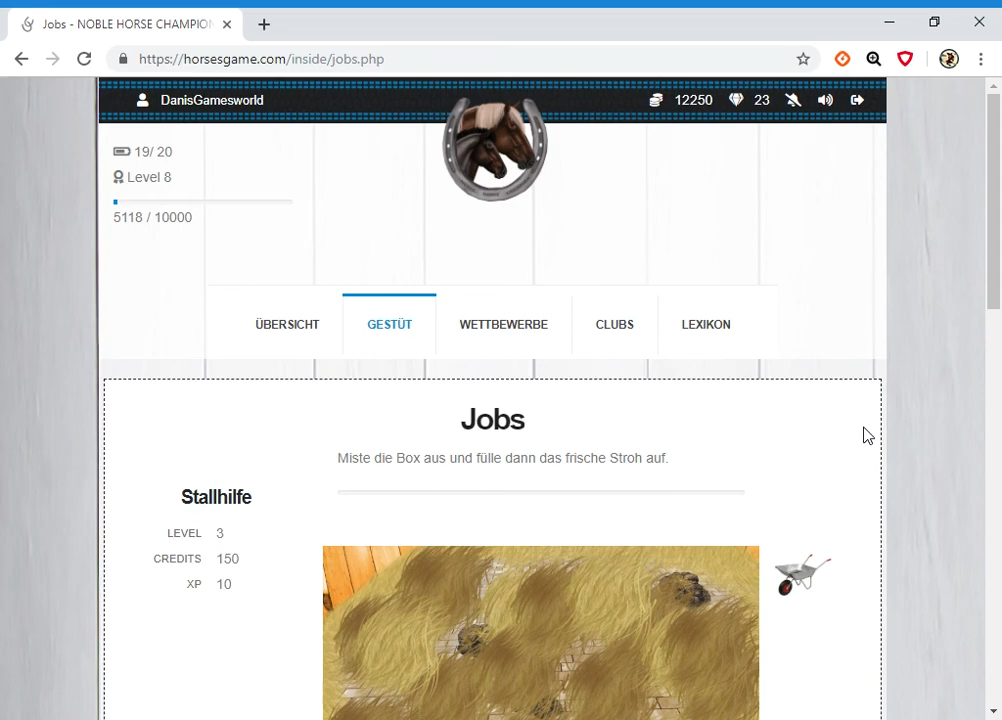 Jobs - NOBLE HORSE CHAMPION
https://horsesgame.com/inside/jobs.php
DanisGamesworld
12250
23
19/ 20
Level 8
5118 / 10000
ÜBERSICHT
GESTÜT
WETTBEWERBE
CLUBS
LEXIKON
Jobs
Miste die Box aus und fülle dann das frische Stroh auf.
Stallhilfe
LEVEL 3
CREDITS 150
XP 10